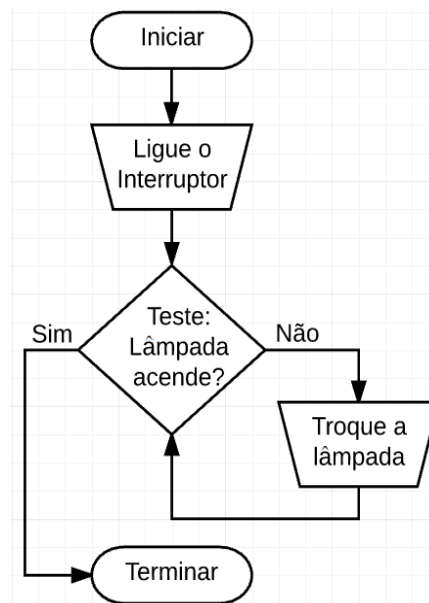 Iniciar
Ligue o
Interruptor
Teste:
Lâmpada
acende?
Sim
Não
Troque a
lâmpada
Terminar